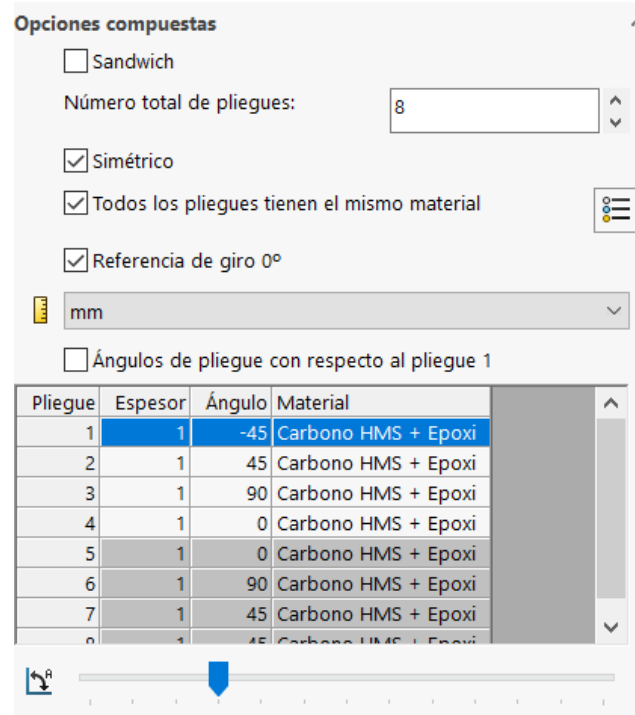 Opciones compuestas
Sandwich
Número total de pliegues: 8
Simétrico
Todos los pliegues tienen el mismo material
Referencia de giro 0º
mm
Ángulos de pliegue con respecto al pliegue 1
Pliegue Espesor Ángulo Material
1 1 -45 Carbono HMS + Epoxi
2 1 45 Carbono HMS + Epoxi
3 1 90 Carbono HMS + Epoxi
4 1 0 Carbono HMS + Epoxi
5 1 0 Carbono HMS + Epoxi
6 1 90 Carbono HMS + Epoxi
7 1 45 Carbono HMS + Epoxi